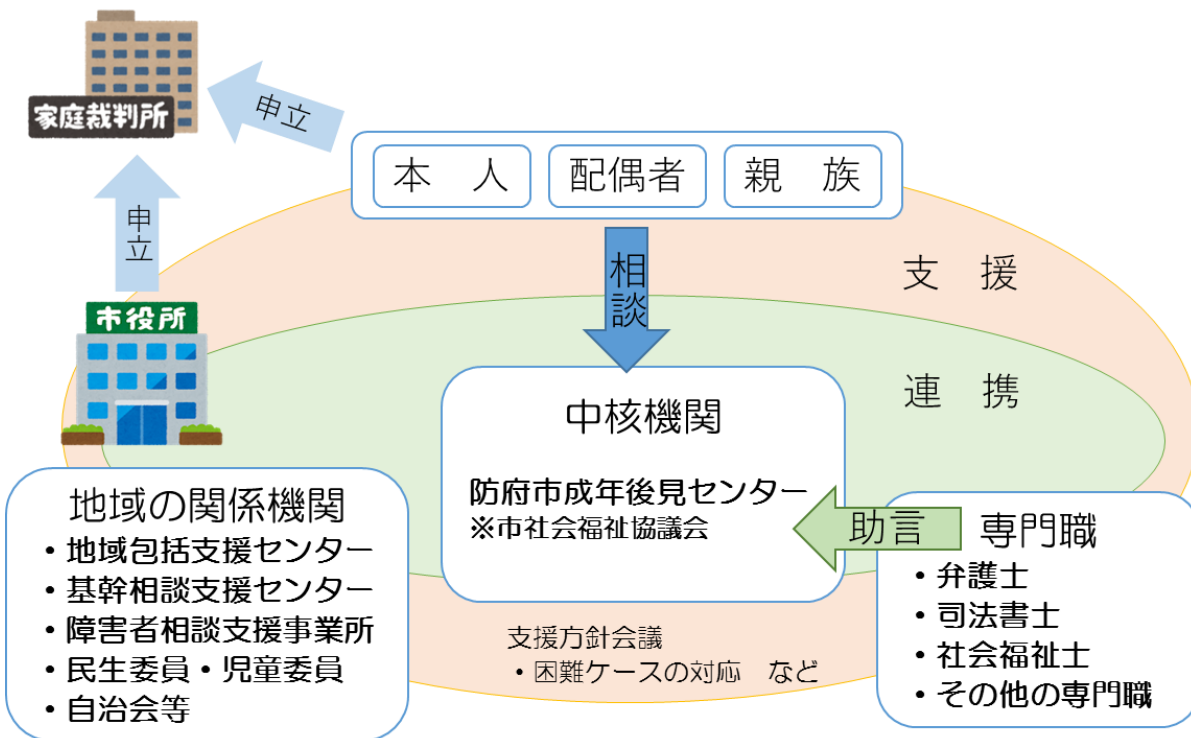 家庭裁判所
申立
本　人
配偶者
親　族
申立
相談
支　援
市役所
連　携
中核機関
防府市成年後見センター
※市社会福祉協議会
地域の関係機関
・地域包括支援センター
・基幹相談支援センター
・障害者相談支援事業所
・民生委員・児童委員
・自治会等
助言
専門職
・弁護士
・司法書士
・社会福祉士
・その他の専門職
支援方針会議
・困難ケースの対応　など